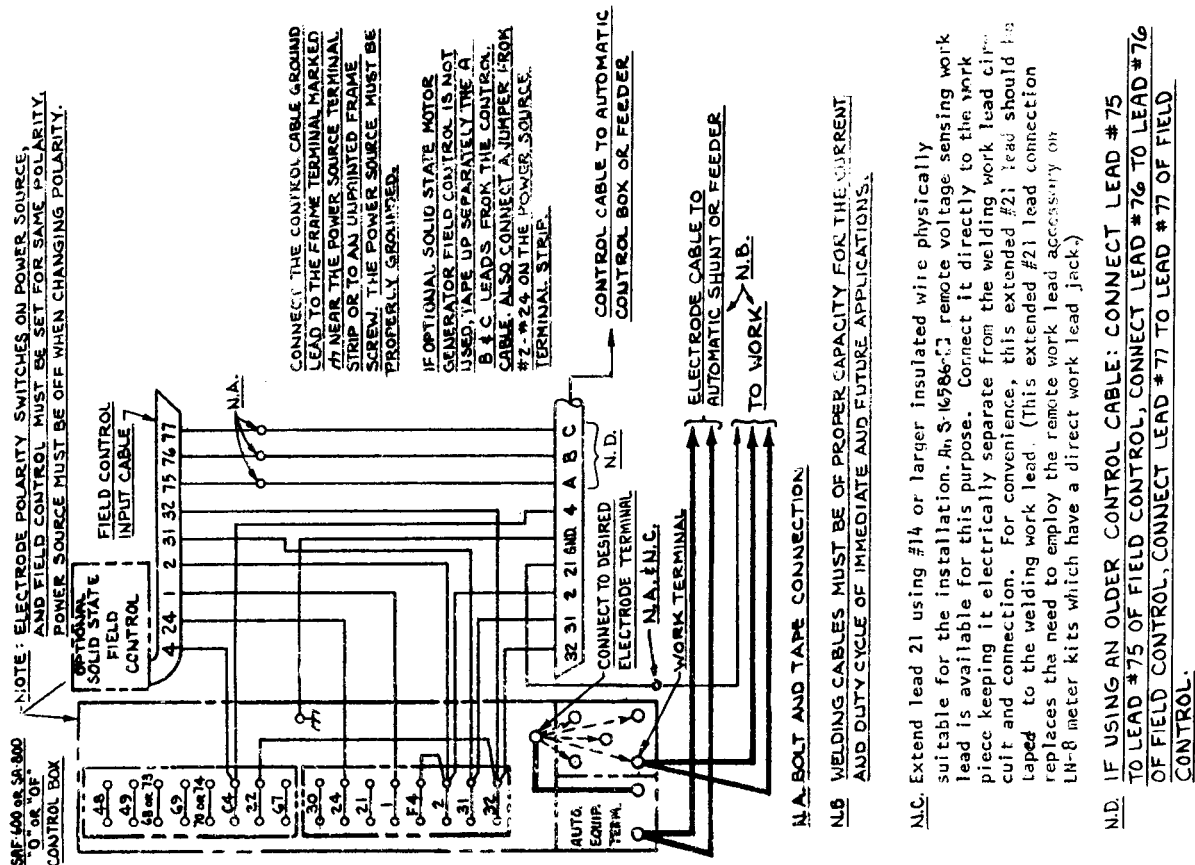 NOTE: ELECTRODE POLARITY SWITCHES ON POWER SOURCE,
AND FIELD CONTROL MUST BE SET FOR SAME POLARITY.
POWER SOURCE MUST BE OFF WHEN CHANGING POLARITY.
SAF-600 OR SA-800
"O" OR "OF"
CONTROL BOX
OPTIONAL
SOLID STATE
FIELD
CONTROL
FIELD CONTROL
INPUT CABLE
4 24 1 2 31 32 75 76 77
N.A.
48
49
68 OR 73
69
70 OR 74
C4
22
67
30
24
21
1
F4
2
31
32
AUTO.
EQUIP.
TERM.
32 31 2 21 GND 4 A B C
N.D.
CONNECT TO DESIRED
ELECTRODE TERMINAL
N.A. & N.C.
WORK TERMINAL
CONNECT THE CONTROL CABLE GROUND
LEAD TO THE FRAME TERMINAL MARKED
NEAR THE POWER SOURCE TERMINAL
STRIP OR TO AN UNPAINTED FRAME
SCREW. THE POWER SOURCE MUST BE
PROPERLY GROUNDED.
IF OPTIONAL SOLID STATE MOTOR
GENERATOR FIELD CONTROL IS NOT
USED, TAPE UP SEPARATELY THE A
B & C LEADS FROM THE CONTROL
CABLE. ALSO CONNECT A JUMPER FROM
#2-#24 ON THE POWER SOURCE
TERMINAL STRIP.
CONTROL CABLE TO AUTOMATIC
CONTROL BOX OR FEEDER
ELECTRODE CABLE TO
AUTOMATIC SHUNT OR FEEDER
N.B.
TO WORK
N.A. BOLT AND TAPE CONNECTION.
N.B. WELDING CABLES MUST BE OF PROPER CAPACITY FOR THE CURRENT
AND DUTY CYCLE OF IMMEDIATE AND FUTURE APPLICATIONS.
N.C. Extend lead 21 using #14 or larger insulated wire physically
suitable for the installation. An remote voltage sensing work
lead is available for this purpose. Connect it directly to the work
piece keeping it electrically separate from the welding work lead cir-
cuit and connection. For convenience, this extended #21 lead should be
taped to the welding work lead. (This extended #21 lead connection
replaces the need to employ the remote work lead accessory on
LN-8 meter kits which have a direct work lead jack.)
N.D. IF USING AN OLDER CONTROL CABLE: CONNECT LEAD #75
TO LEAD #75 OF FIELD CONTROL, CONNECT LEAD #76 TO LEAD #76
OF FIELD CONTROL, CONNECT LEAD #77 TO LEAD #77 OF FIELD
CONTROL.